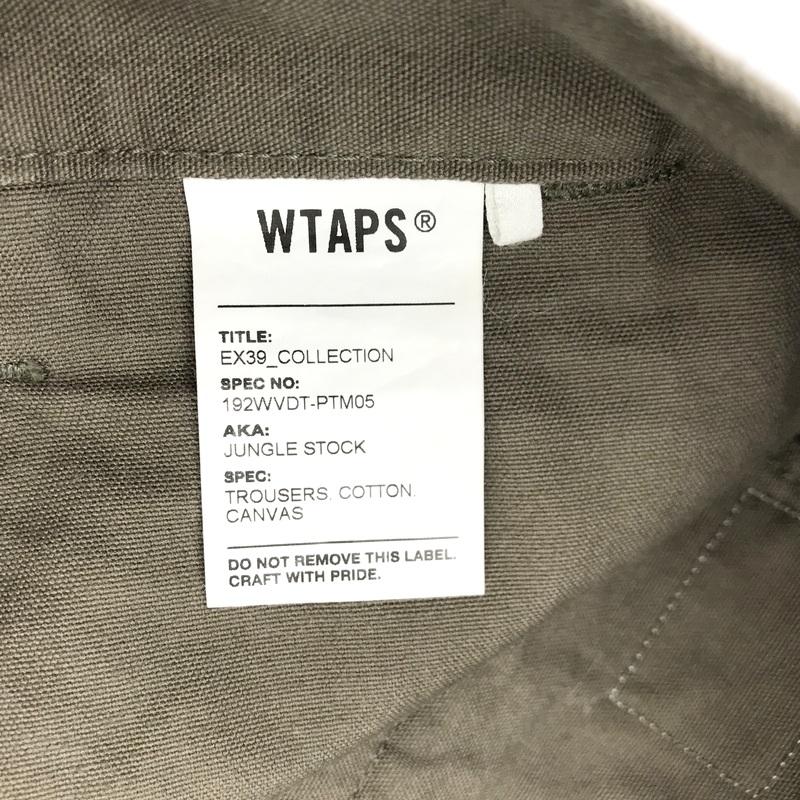 WTAPS®
TITLE:
EX39_COLLECTION
SPEC NO:
192WVDT-PTM05
AKA:
JUNGLE STOCK
SPEC:
TROUSERS. COTTON.
CANVAS
DO NOT REMOVE THIS LABEL.
CRAFT WITH PRIDE.